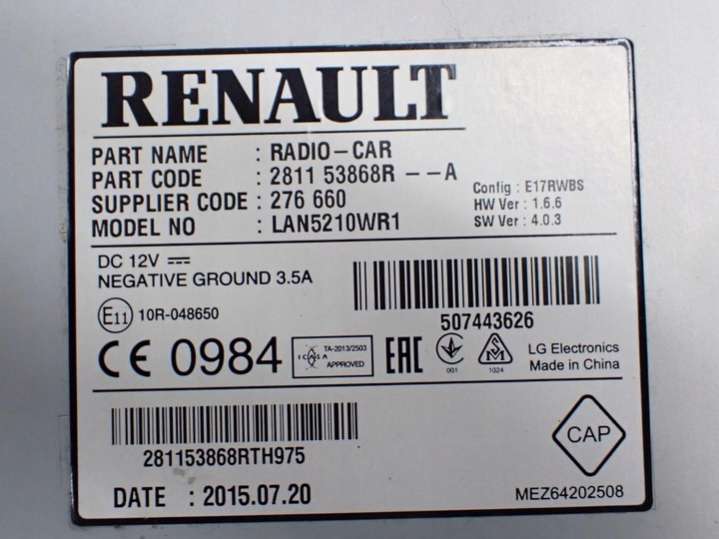 RENAULT
PART NAME : RADIO-CAR
PART CODE : 2811 53868R --A
SUPPLIER CODE : 276 660
MODEL NO : LAN5210WR1
Config : E17RWBS
HW Ver : 1.6.6
SW Ver : 4.0.3
DC 12V
NEGATIVE GROUND 3.5A
E11 10R-048650
507443626
CE 0984
ICASA
TA-2013/2503
APPROVED
EAC
001
1024
LG Electronics
Made in China
281153868RTH975
CAP
DATE : 2015.07.20
MEZ64202508